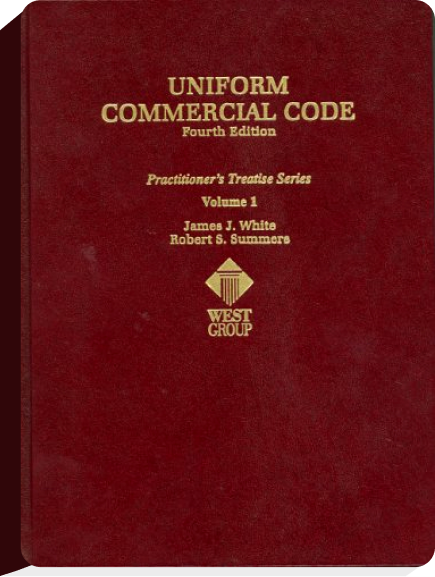 UNIFORM
COMMERCIAL CODE
Fourth Edition
Practitioner's Treatise Series
Volume 1
James J. White
Robert S. Summers
WEST
GROUP